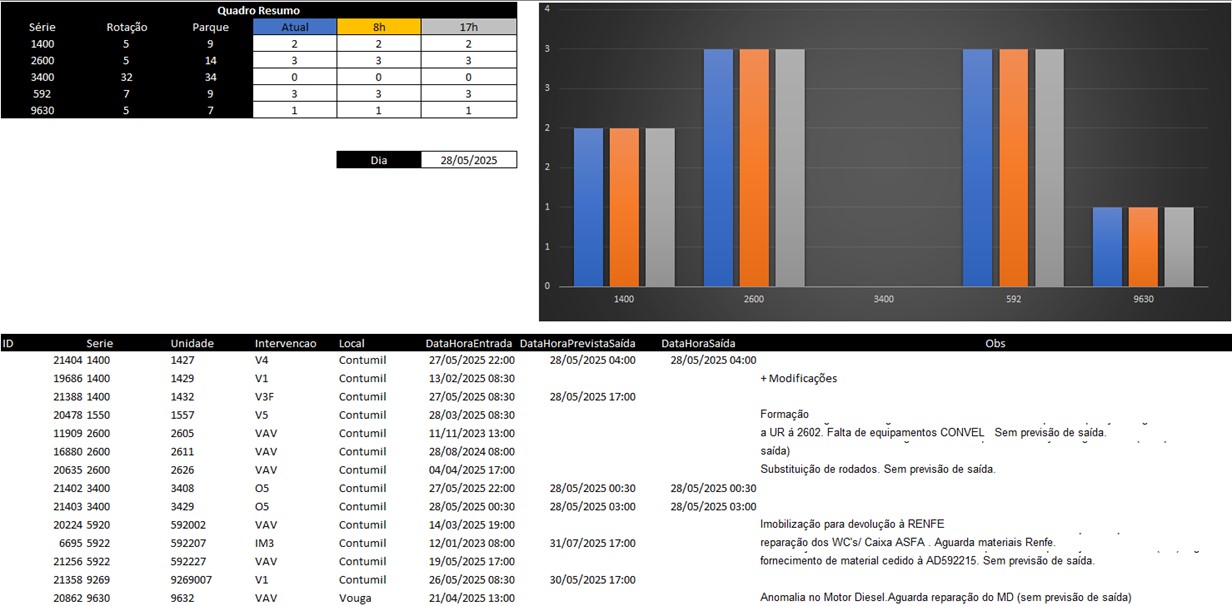 Quadro Resumo
Série Rotação Parque Atual 8h 17h
1400 5 9 2 2 2
2600 5 14 3 3 3
3400 32 34 0 0 0
592 7 9 3 3 3
9630 5 7 1 1 1
Dia 28/05/2025
4
3
3
2
2
1
1
0
1400 2600 3400 592 9630
ID Serie Unidade Intervencao Local DataHoraEntrada DataHoraPrevistaSaída DataHoraSaída Obs
21404 1400 1427 V4 Contumil 27/05/2025 22:00 28/05/2025 04:00 28/05/2025 04:00
19686 1400 1429 V1 Contumil 13/02/2025 08:30 + Modificações
21388 1400 1432 V3F Contumil 27/05/2025 08:30 28/05/2025 17:00
20478 1550 1557 V5 Contumil 28/03/2025 08:30 Formação
11909 2600 2605 VAV Contumil 11/11/2023 13:00 a UR á 2602. Falta de equipamentos CONVEL Sem previsão de saída.
16880 2600 2611 VAV Contumil 28/08/2024 08:00 saída)
20635 2600 2626 VAV Contumil 04/04/2025 17:00 Substituição de rodados. Sem previsão de saída.
21402 3400 3408 O5 Contumil 27/05/2025 22:00 28/05/2025 00:30 28/05/2025 00:30
21403 3400 3429 O5 Contumil 28/05/2025 00:30 28/05/2025 03:00 28/05/2025 03:00
20224 5920 592002 VAV Contumil 14/03/2025 19:00 Imobilização para devolução à RENFE
6695 5922 592207 IM3 Contumil 12/01/2023 08:00 31/07/2025 17:00 reparação dos WC's/ Caixa ASFA . Aguarda materiais Renfe.
21256 5922 592227 VAV Contumil 19/05/2025 17:00 fornecimento de material cedido à AD592215. Sem previsão de saída.
21358 9269 9269007 V1 Contumil 26/05/2025 08:30 30/05/2025 17:00
20862 9630 9632 VAV Vouga 21/04/2025 13:00 Anomalia no Motor Diesel.Aguarda reparação do MD (sem previsão de saída)